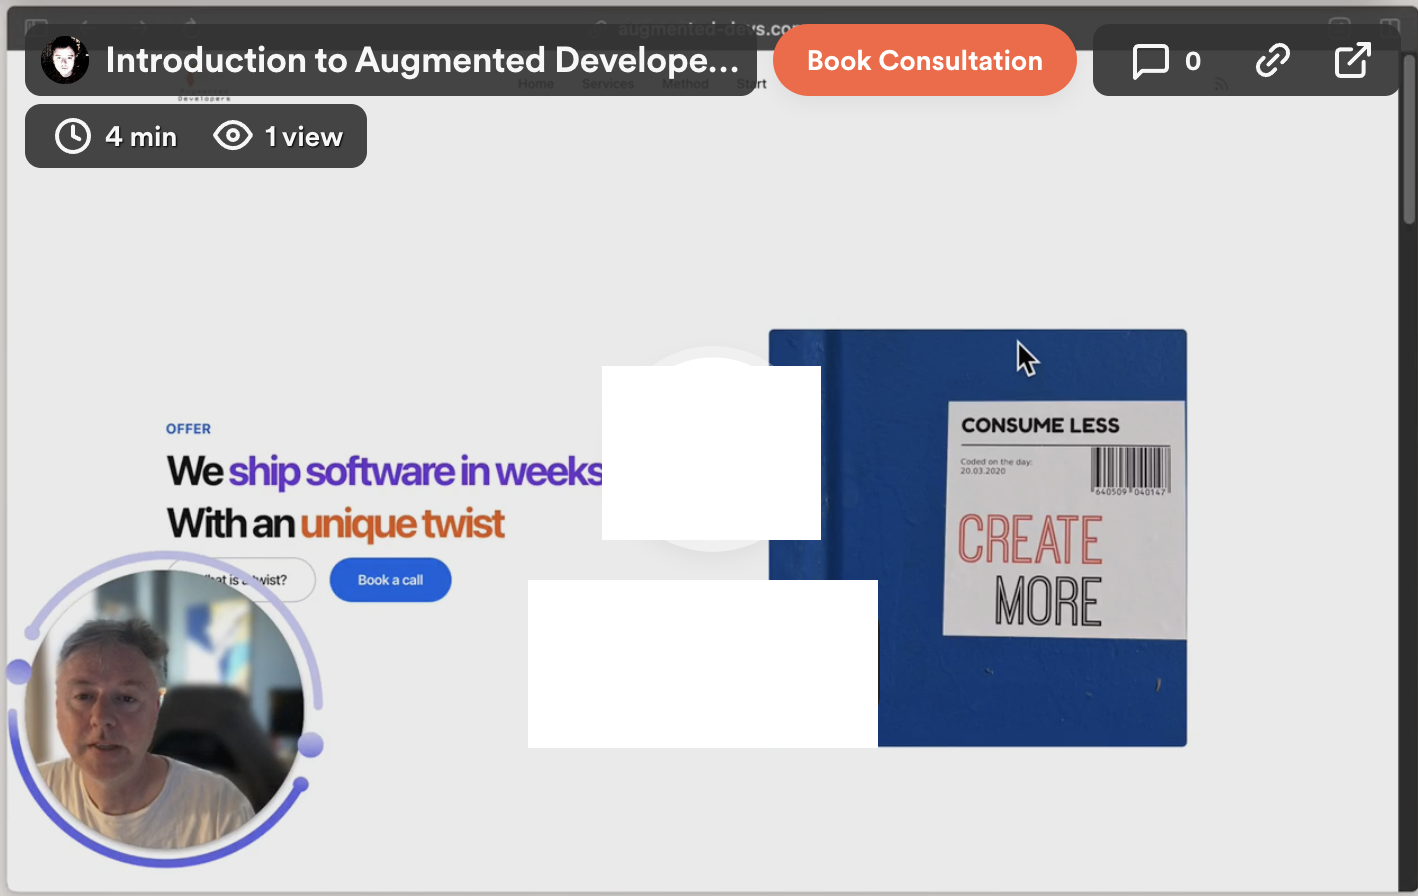 augmented-devs.com
Introduction to Augmented Develope...
Book Consultation
0
Developers
Home
Services
Method
Start
4 min
1 view
OFFER
We ship software in weeks
With an unique twist
What is a twist?
Book a call
CONSUME LESS
Coded on the day:
20.03.2020
640509 040147
CREATE
MORE